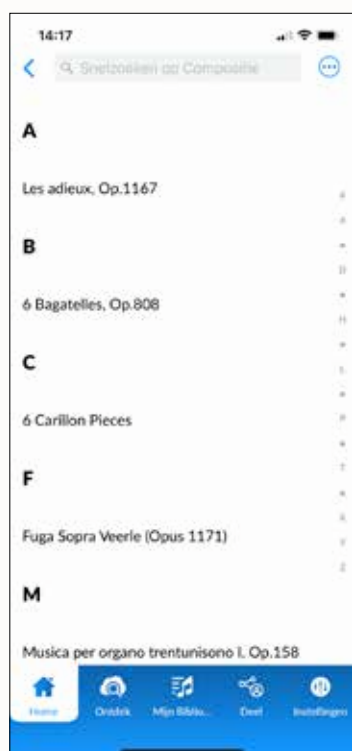 14:17
Snelzoeken op Compositie
A
Les adieux, Op.1167
B
6 Bagatelles, Op.808
C
6 Carillon Pieces
F
Fuga Sopra Veerle (Opus 1171)
M
Musica per organo trentunisono I. Op.158
Home Ontdek Mijn Biblio... Deel Instellingen